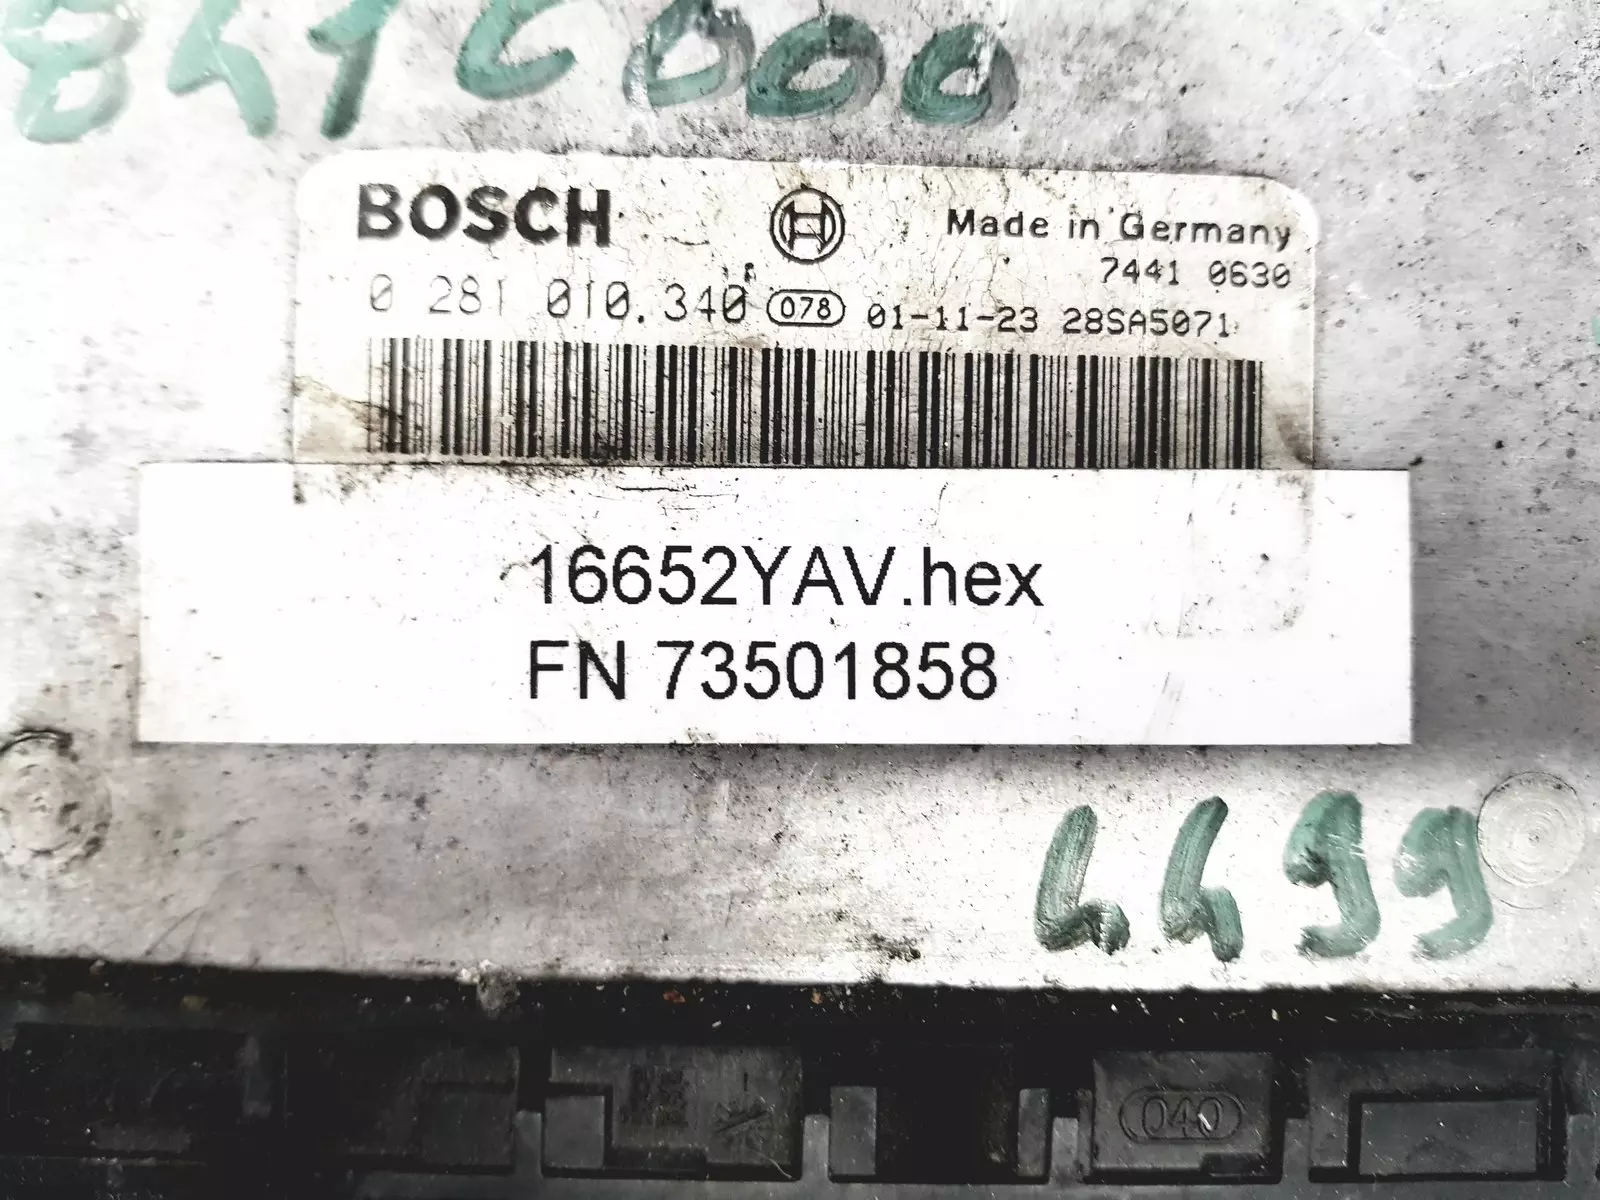 841C000
BOSCH
Made in Germany
7441 0630
0 281 010.340 078 01-11-23 28SA5071
16652YAV.hex
FN 73501858
4499
040